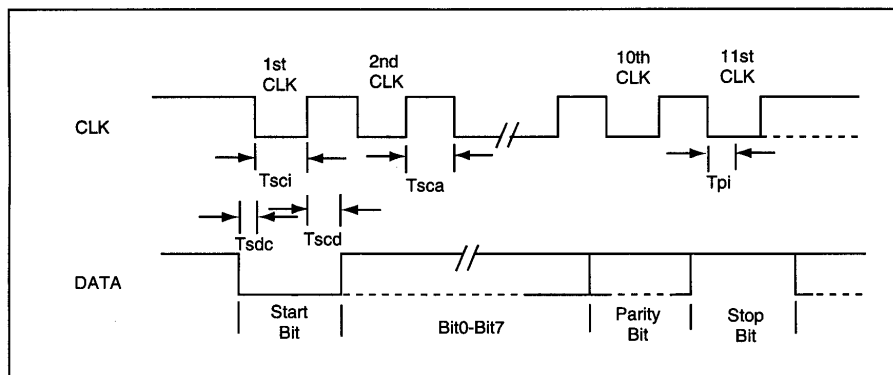 1st
CLK
2nd
CLK
10th
CLK
11st
CLK
CLK
Tsci
Tsca
Tpi
Tsdc
Tscd
DATA
Start
Bit
Bit0-Bit7
Parity
Bit
Stop
Bit